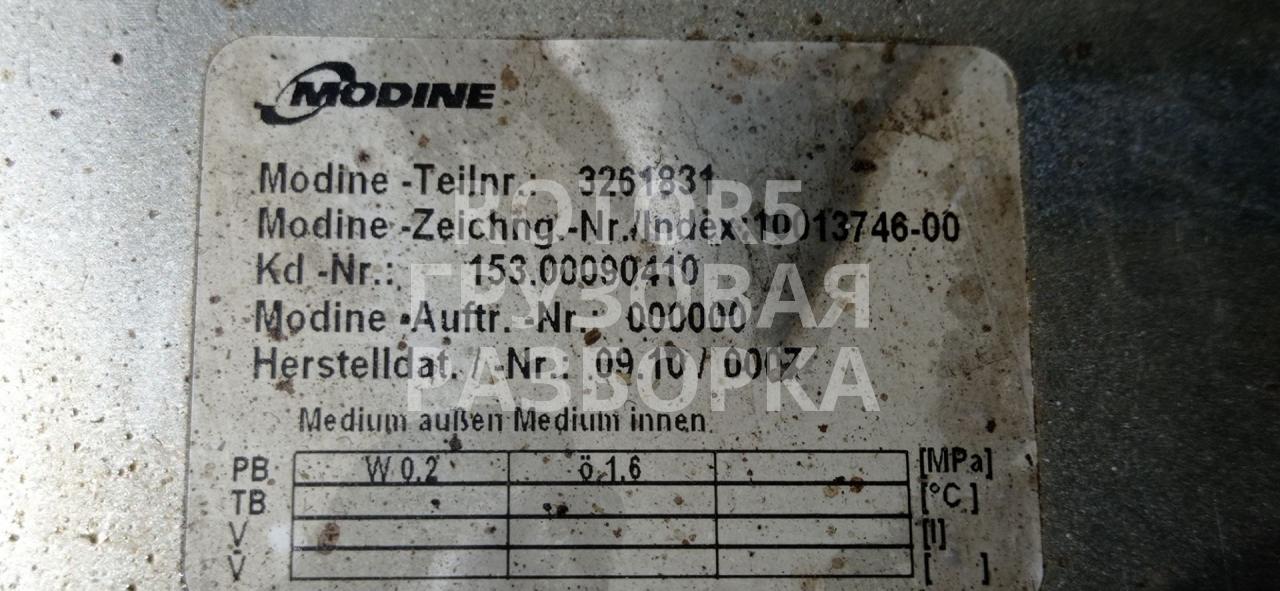 MODINE
Modine -Teilnr.: 3261831
Modine -Zeichng.-Nr./Index:10013746-00
Kd -Nr.: 153.00090410
Modine -Auftr. -Nr.: 000000
Herstelldat. / -Nr.: 09 10 / 0007
Medium außen Medium innen
PB W 0.2 ö 1.6 [MPa]
TB [°C]
V [l]
V [ ]
ROTOR5
ГРУЗОВАЯ
РАЗБОРКА